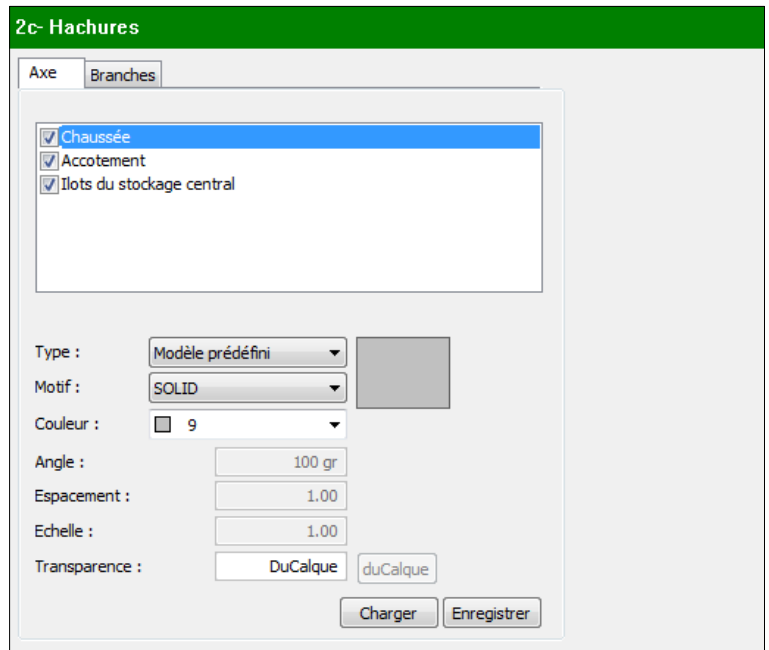 2c- Hachures
Axe
Branches
Chaussée
Accotement
Ilots du stockage central
Type :
Modèle prédéfini
Motif :
SOLID
Couleur :
9
Angle :
100 gr
Espacement :
1.00
Echelle :
1.00
Transparence :
DuCalque
duCalque
Charger
Enregistrer